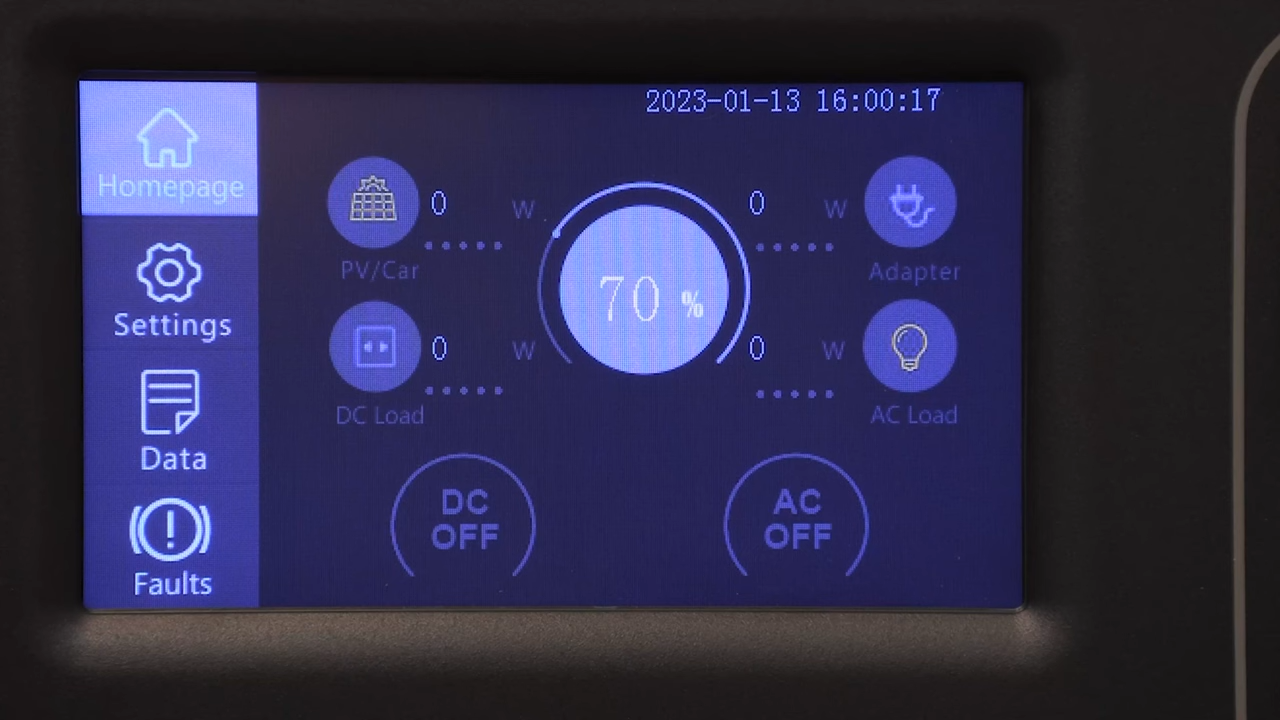 2023-01-13 16:00:17
Homepage
Settings
Data
Faults
0 W
PV/Car
0 W
DC Load
70 %
0 W
Adapter
0 W
AC Load
DC
OFF
AC
OFF